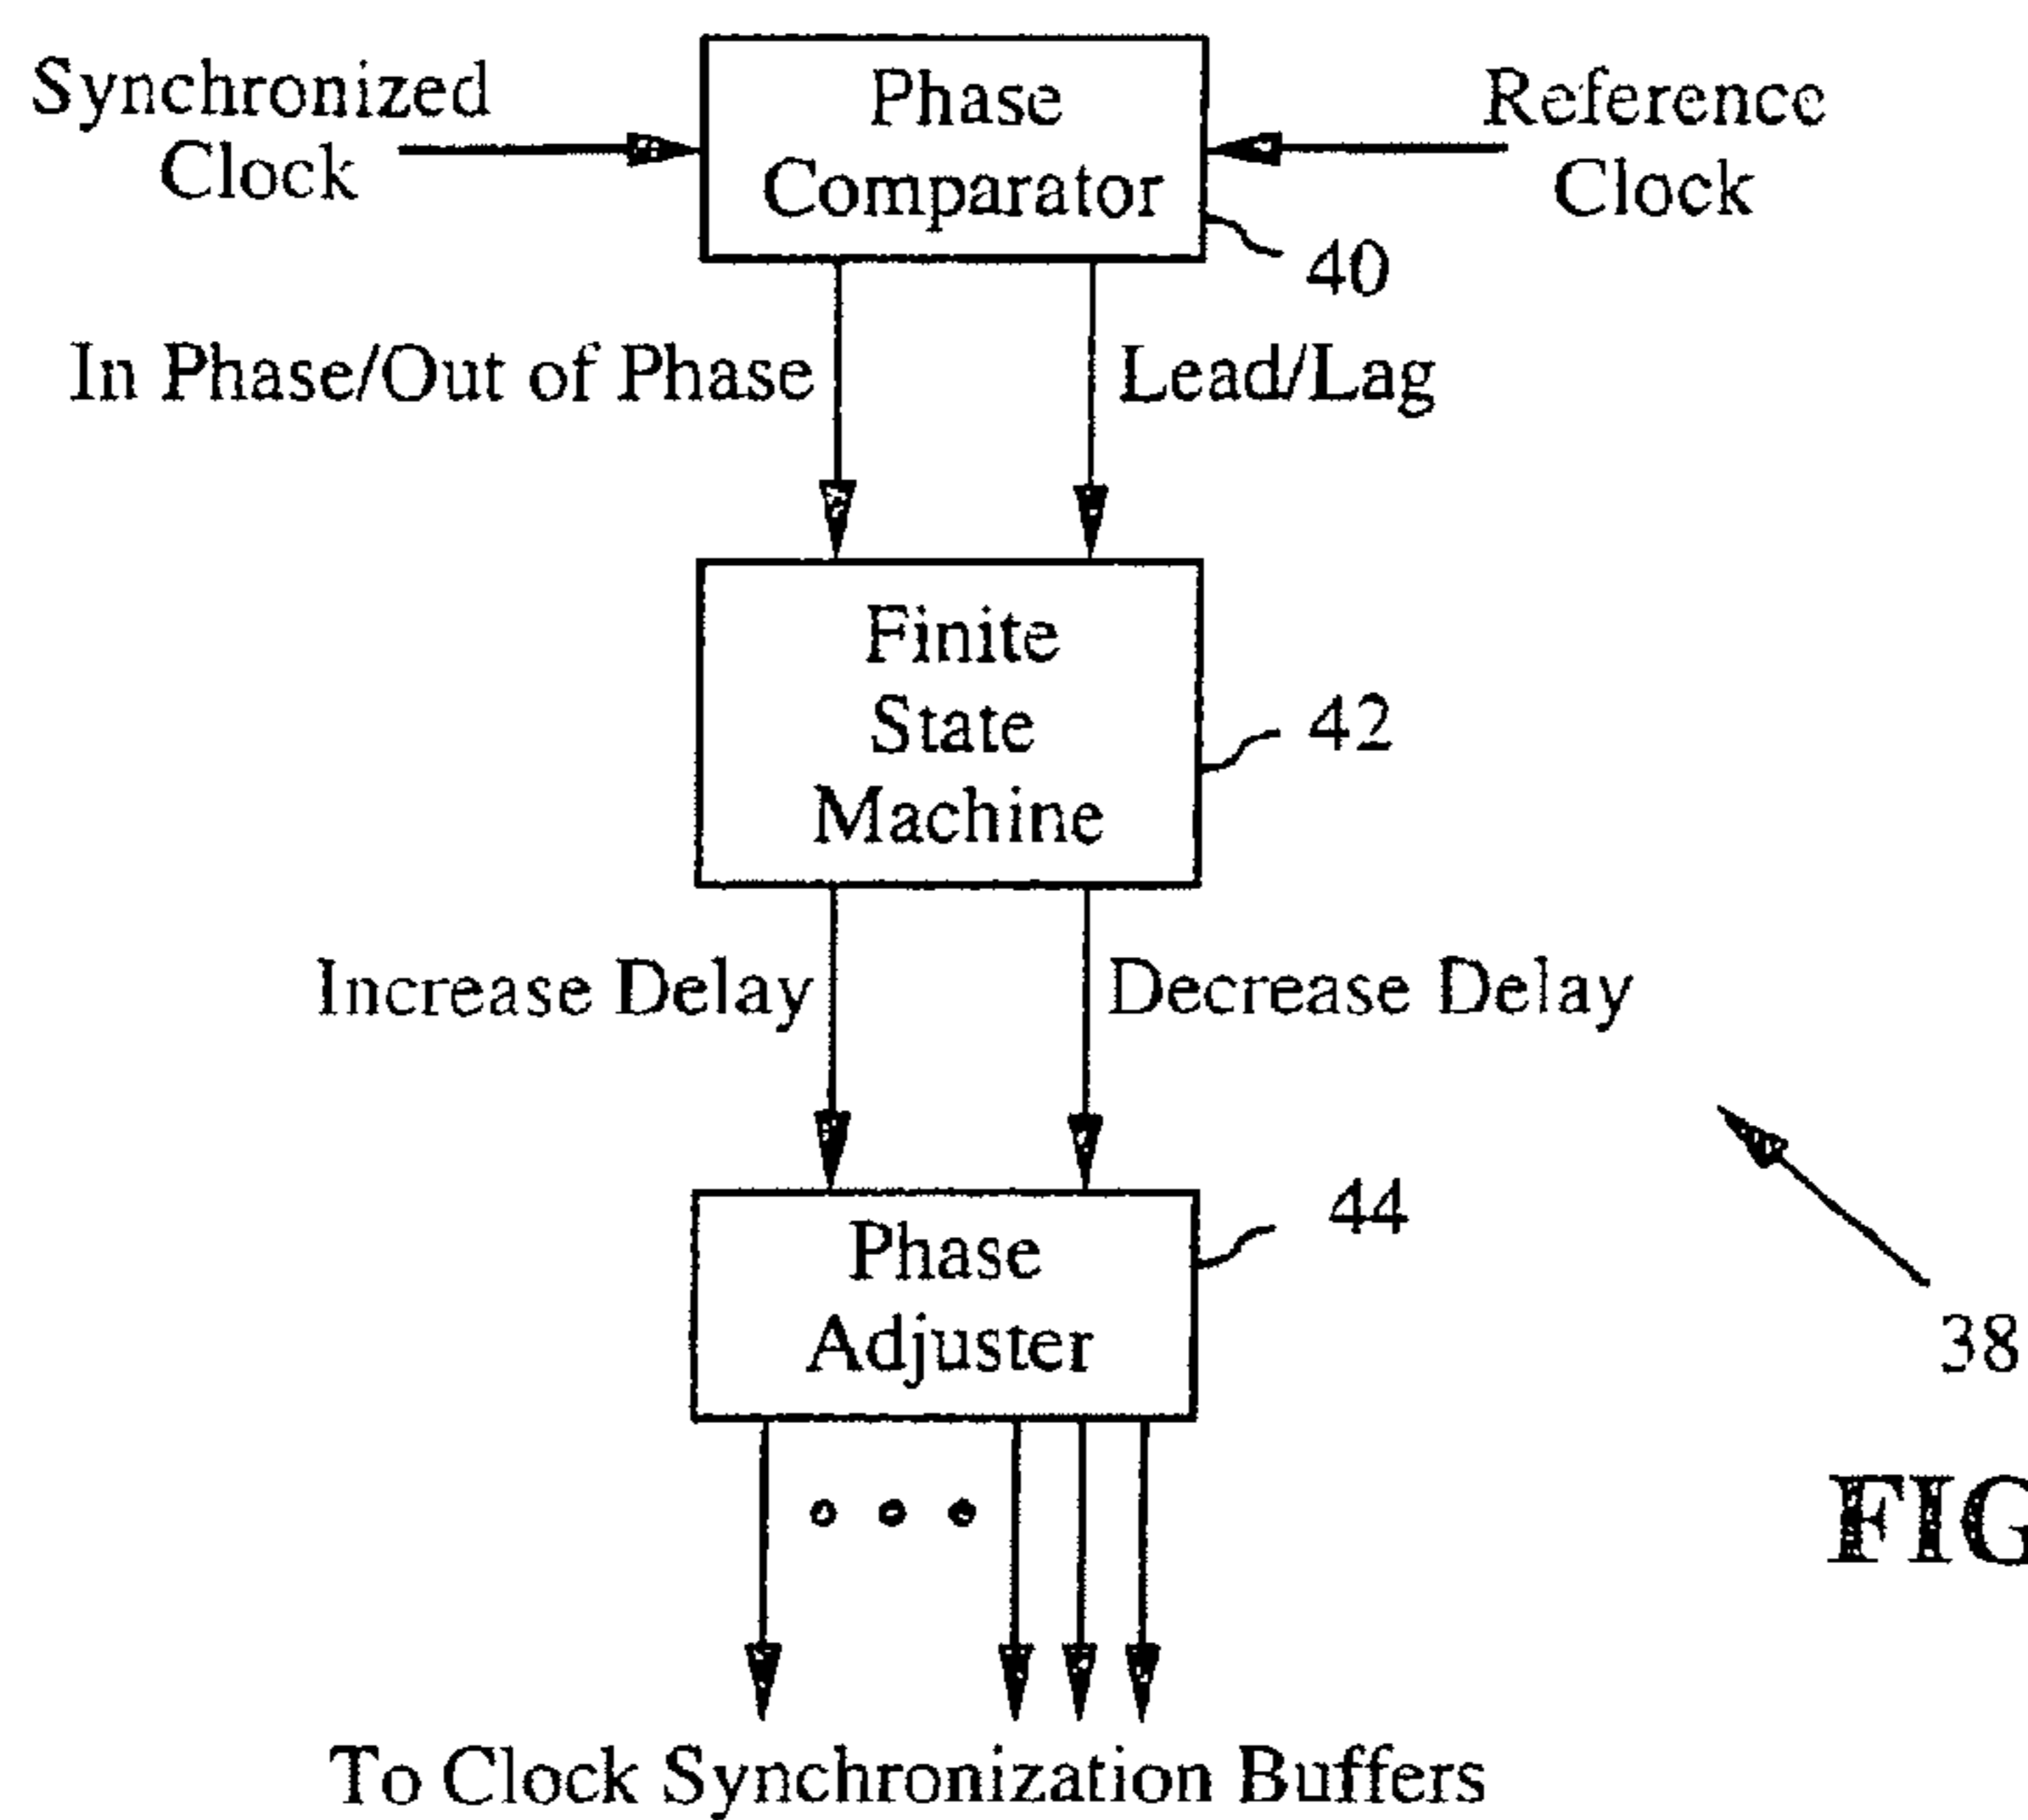 Synchronized
Clock
Phase
Comparator
Reference
Clock
40
In Phase/Out of Phase
Lead/Lag
Finite
State
Machine
42
Increase Delay
Decrease Delay
Phase
Adjuster
44
38
FIG
To Clock Synchronization Buffers